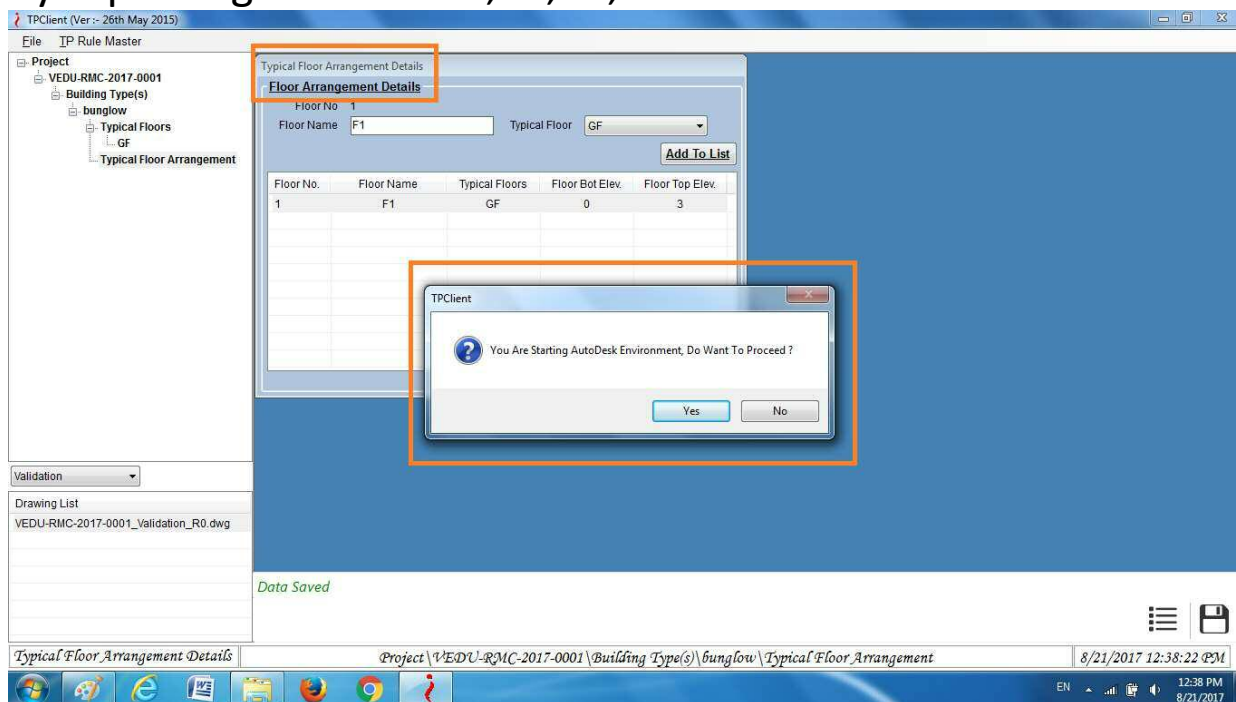 TPClient (Ver :- 26th May 2015)
File TP Rule Master
Project
VEDU-RMC-2017-0001
Building Type(s)
bunglow
Typical Floors
GF
Typical Floor Arrangement
Typical Floor Arrangement Details
Floor Arrangement Details
Floor No 1
Floor Name F1 Typical Floor GF
Add To List
Floor No. Floor Name Typical Floors Floor Bot Elev. Floor Top Elev.
1 F1 GF 0 3
TPClient
You Are Starting AutoDesk Environment, Do Want To Proceed ?
Yes No
Validation
Drawing List
VEDU-RMC-2017-0001_Validation_R0.dwg
Data Saved
Typical Floor Arrangement Details Project\VEDU-RMC-2017-0001\Building Type(s)\bunglow\Typical Floor Arrangement 8/21/2017 12:38:22 PM
EN 12:38 PM
8/21/2017